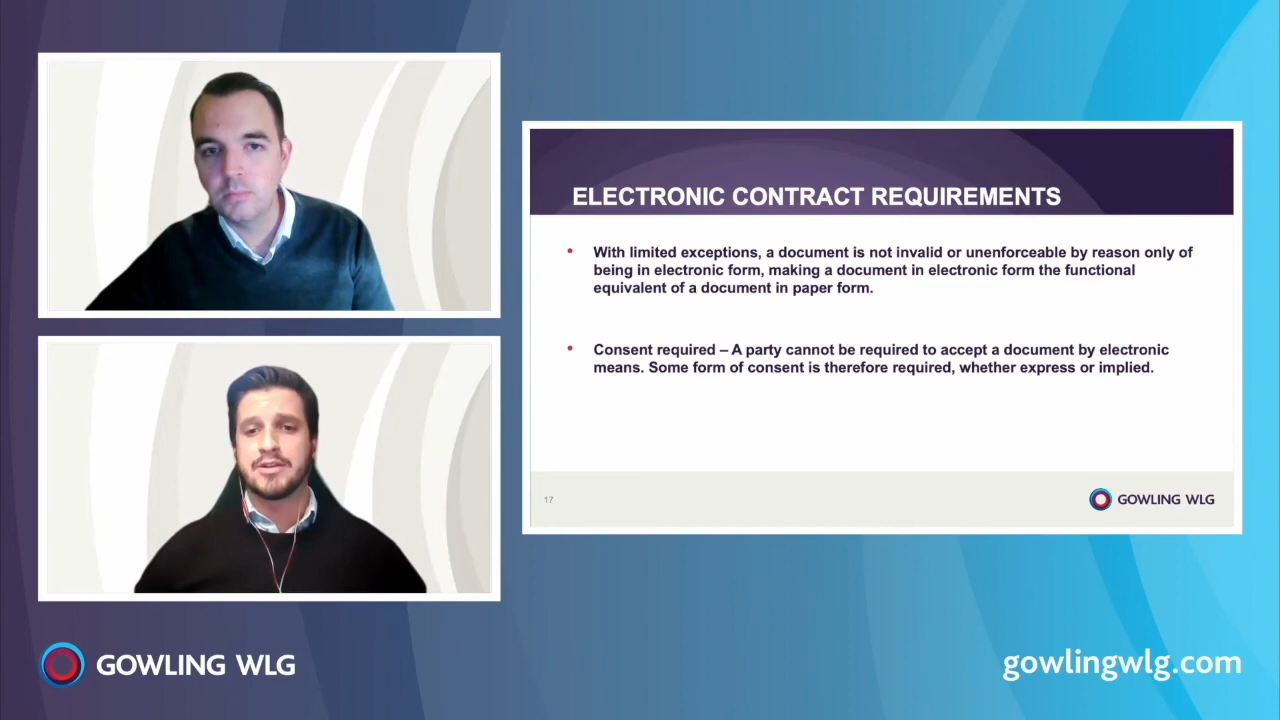 ELECTRONIC CONTRACT REQUIREMENTS
• With limited exceptions, a document is not invalid or unenforceable by reason only of
being in electronic form, making a document in electronic form the functional
equivalent of a document in paper form.
• Consent required – A party cannot be required to accept a document by electronic
means. Some form of consent is therefore required, whether express or implied.
17
GOWLING WLG
GOWLING WLG
gowlingwlg.com